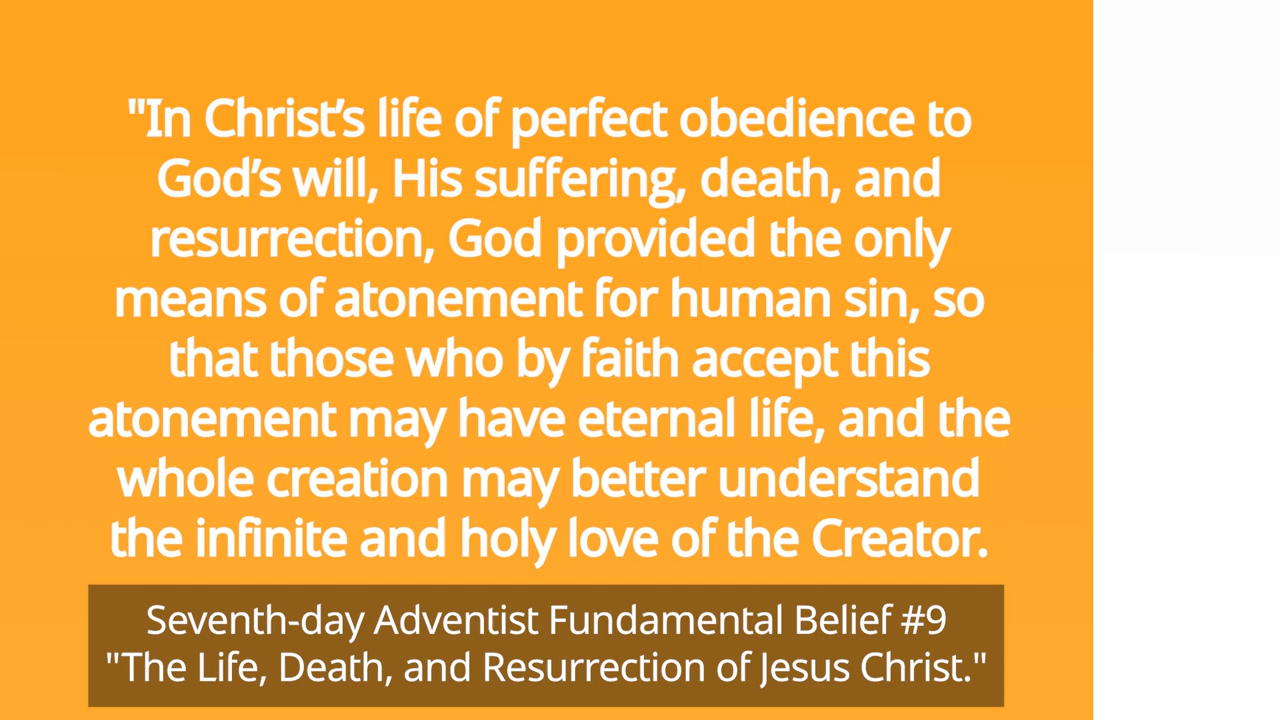 "In Christ’s life of perfect obedience to
God’s will, His suffering, death, and
resurrection, God provided the only
means of atonement for human sin, so
that those who by faith accept this
atonement may have eternal life, and the
whole creation may better understand
the infinite and holy love of the Creator.
Seventh-day Adventist Fundamental Belief #9
"The Life, Death, and Resurrection of Jesus Christ."